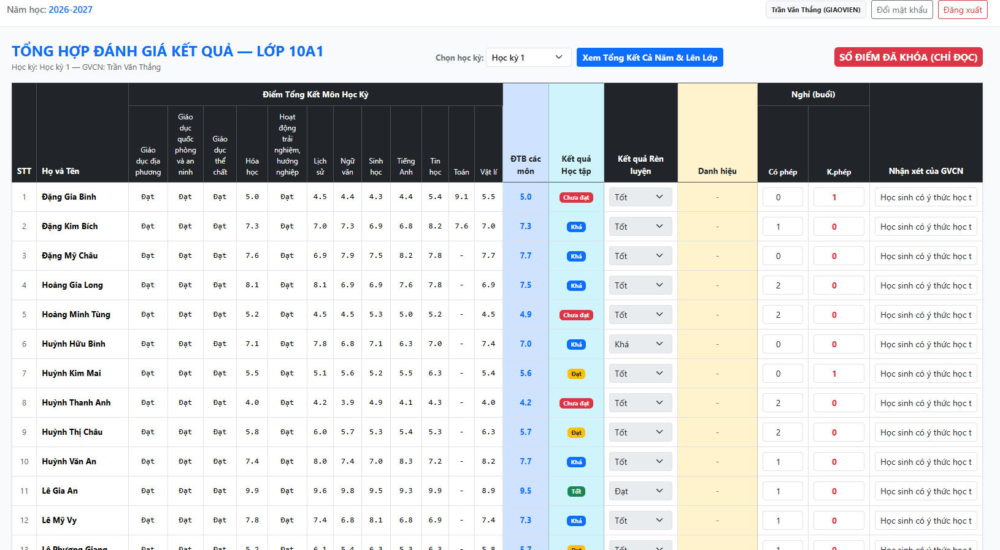 Năm học: 2026-2027
Trần Văn Thắng (GIAOVIEN) Đổi mật khẩu Đăng xuất
TỔNG HỢP ĐÁNH GIÁ KẾT QUẢ — LỚP 10A1
Học kỳ: Học kỳ 1 — GVCN: Trần Văn Thắng
Chọn học kỳ: Học kỳ 1 Xem Tổng Kết Cả Năm & Lên Lớp
SỔ ĐIỂM ĐÃ KHÓA (CHỈ ĐỌC)
STT
Họ và Tên
Điểm Tổng Kết Môn Học Kỳ
Giáo dục địa phương
Giáo dục quốc phòng và an ninh
Giáo dục thể chất
Hóa học
Hoạt động trải nghiệm, hướng nghiệp
Lịch sử
Ngữ văn
Sinh học
Tiếng Anh
Tin học
Toán
Vật lí
ĐTB các môn
Kết quả Học tập
Kết quả Rèn luyện
Danh hiệu
Nghỉ (buổi)
Có phép
K.phép
Nhận xét của GVCN
1 Đặng Gia Bình Đạt Đạt Đạt 5.0 Đạt 4.5 4.4 4.3 4.4 5.4 9.1 5.5 5.0 Chưa đạt Tốt - 0 1 Học sinh có ý thức học t
2 Đặng Kim Bích Đạt Đạt Đạt 7.3 Đạt 7.0 7.3 6.9 6.8 8.2 7.6 7.0 7.3 Khá Tốt - 1 0 Học sinh có ý thức học t
3 Đặng Mỹ Châu Đạt Đạt Đạt 7.6 Đạt 6.9 7.9 7.5 8.2 7.8 - 7.7 7.7 Khá Tốt - 0 0 Học sinh có ý thức học t
4 Hoàng Gia Long Đạt Đạt Đạt 8.1 Đạt 8.1 6.9 6.9 7.6 7.8 - 6.9 7.5 Khá Tốt - 2 0 Học sinh có ý thức học t
5 Hoàng Minh Tùng Đạt Đạt Đạt 5.2 Đạt 4.5 4.5 5.3 5.0 5.2 - 4.5 4.9 Chưa đạt Tốt - 2 0 Học sinh có ý thức học t
6 Huỳnh Hữu Bình Đạt Đạt Đạt 7.1 Đạt 7.8 6.8 7.1 6.3 7.0 - 7.4 7.0 Khá Khá - 0 0 Học sinh có ý thức học t
7 Huỳnh Kim Mai Đạt Đạt Đạt 5.5 Đạt 5.1 5.6 5.2 5.5 6.3 - 5.4 5.6 Đạt Tốt - 0 1 Học sinh có ý thức học t
8 Huỳnh Thanh Anh Đạt Đạt Đạt 4.0 Đạt 4.2 3.9 4.9 4.1 4.3 - 4.0 4.2 Chưa đạt Tốt - 2 0 Học sinh có ý thức học t
9 Huỳnh Thị Châu Đạt Đạt Đạt 5.8 Đạt 6.0 5.7 5.3 5.4 5.3 - 6.3 5.7 Đạt Tốt - 2 0 Học sinh có ý thức học t
10 Huỳnh Văn An Đạt Đạt Đạt 7.4 Đạt 8.0 7.4 7.0 8.3 7.2 - 8.2 7.7 Khá Tốt - 1 0 Học sinh có ý thức học t
11 Lê Gia An Đạt Đạt Đạt 9.9 Đạt 9.6 9.8 9.5 9.3 9.9 - 8.9 9.5 Tốt Đạt - 1 0 Học sinh có ý thức học t
12 Lê Mỹ Vy Đạt Đạt Đạt 7.8 Đạt 7.4 6.8 8.1 6.8 6.9 - 7.4 7.3 Khá Tốt - 1 0 Học sinh có ý thức học t
13 Lê Phương Giang Đạt Đạt Đạt 5.2 Đạt 6.1 5.4 6.3 5.3 6.3 - 5.8 5.7 Đạt Tốt - 1 0 Học sinh có ý thức học t